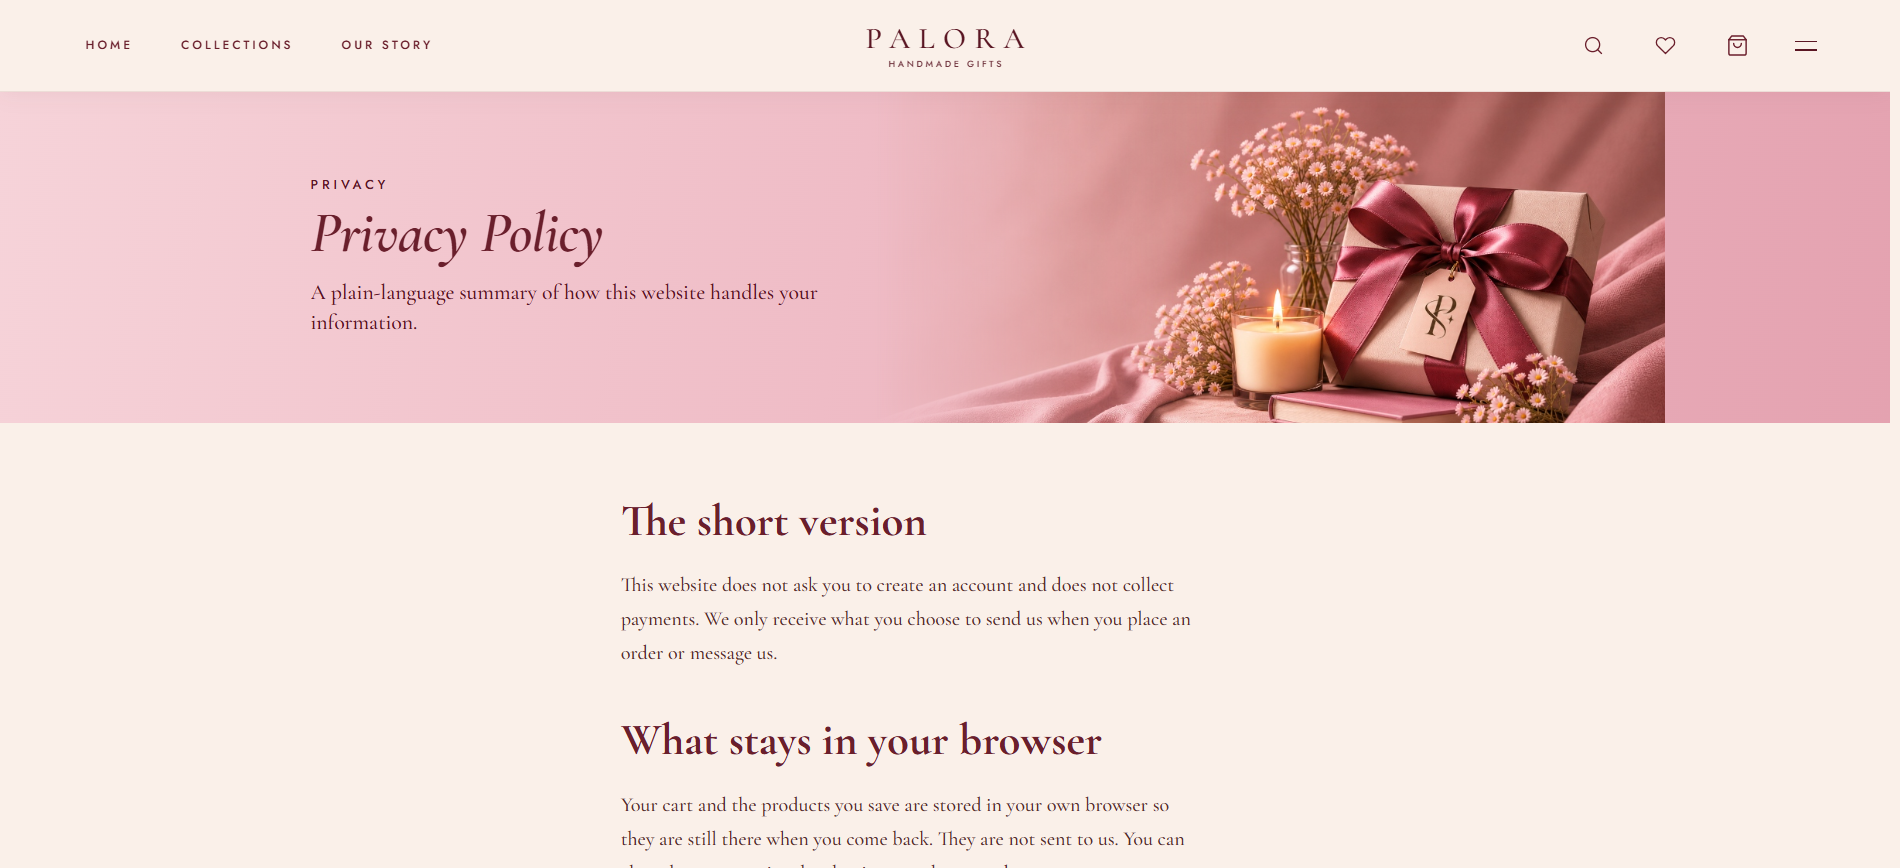 HOME
COLLECTIONS
OUR STORY
PALORA
HANDMADE GIFTS
PRIVACY
Privacy Policy
A plain-language summary of how this website handles your
information.
The short version
This website does not ask you to create an account and does not collect
payments. We only receive what you choose to send us when you place an
order or message us.
What stays in your browser
Your cart and the products you save are stored in your own browser so
they are still there when you come back. They are not sent to us. You can